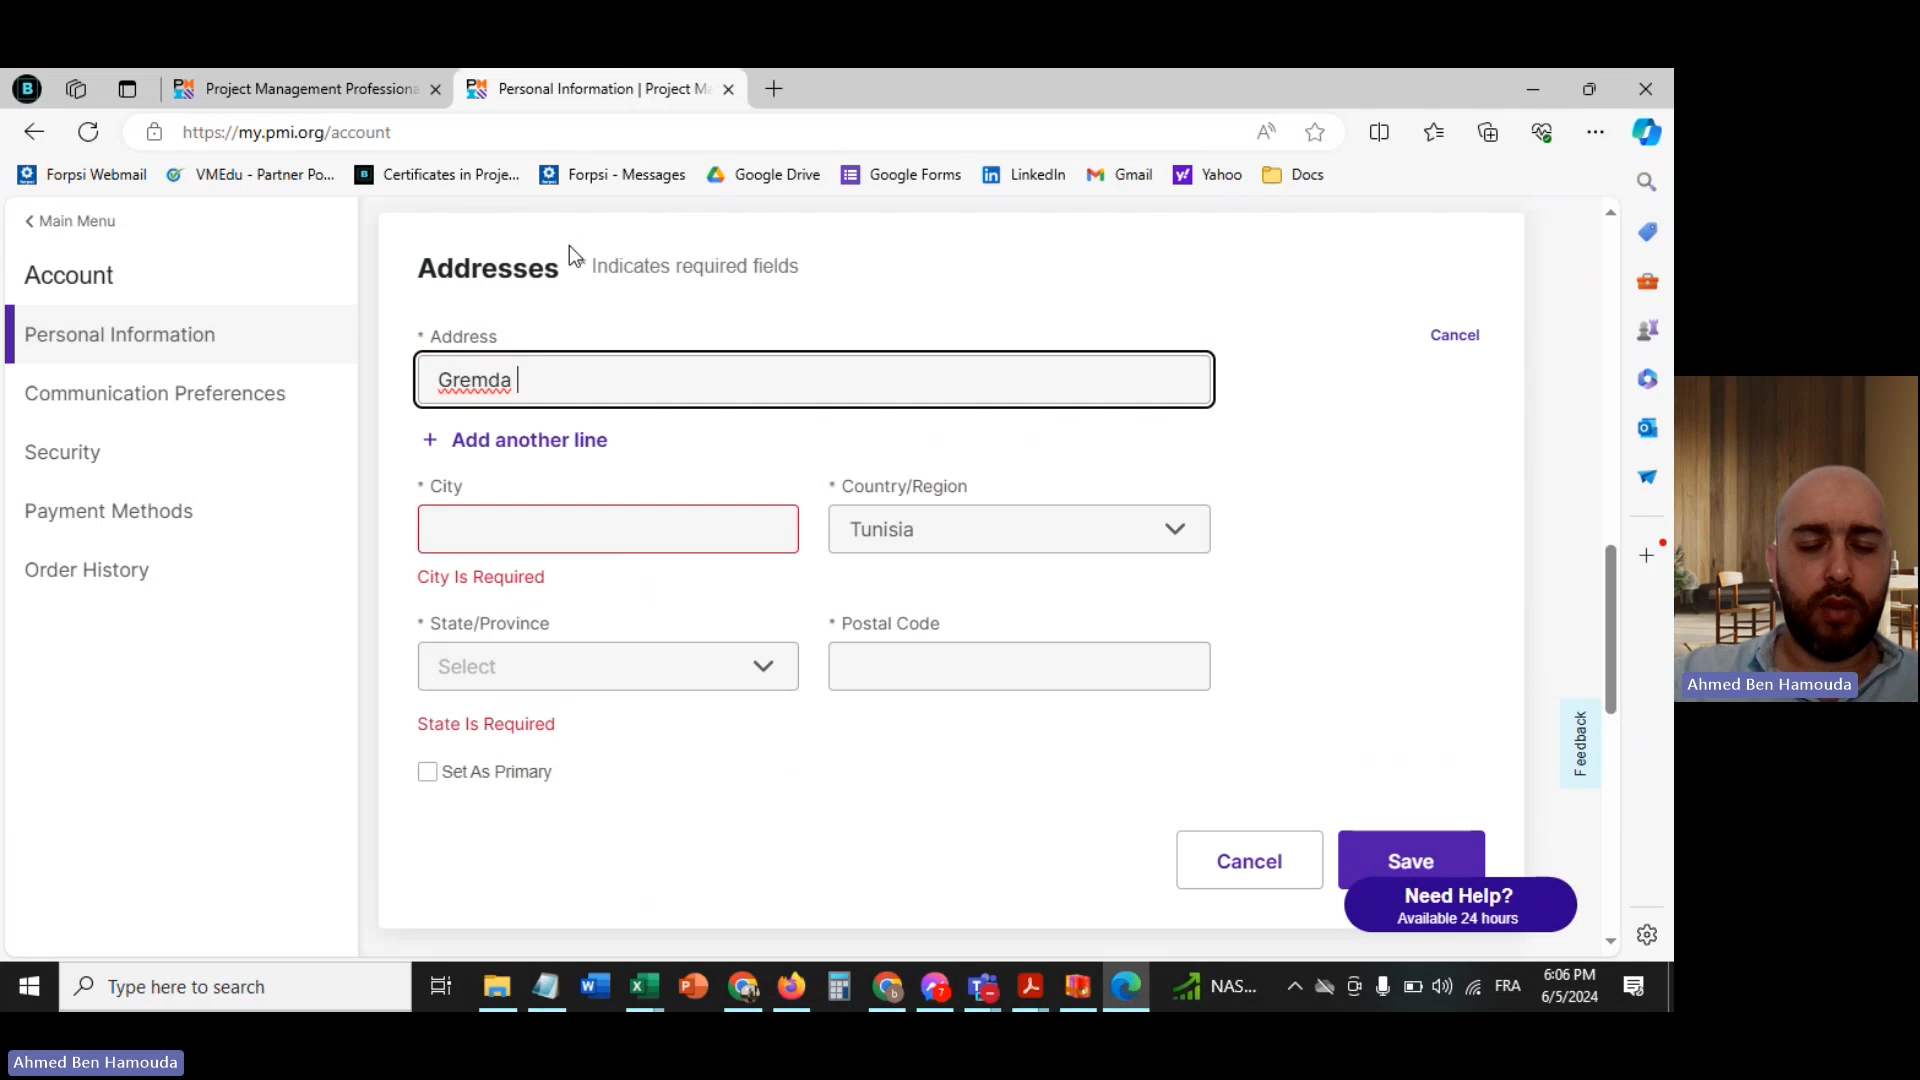 Project Management Professiona
Personal Information | Project Ma
https://my.pmi.org/account
Forpsi Webmail
VMEdu - Partner Po...
Certificates in Proje...
Forpsi - Messages
Google Drive
Google Forms
LinkedIn
Gmail
Yahoo
Docs
Main Menu
Account
Personal Information
Communication Preferences
Security
Payment Methods
Order History
Addresses
Indicates required fields
* Address
Cancel
Gremda
+ Add another line
* City
* Country/Region
Tunisia
City Is Required
* State/Province
* Postal Code
Select
State Is Required
Set As Primary
Cancel
Save
Need Help?
Available 24 hours
Feedback
Ahmed Ben Hamouda
Type here to search
NAS...
FRA
6:06 PM
6/5/2024
Ahmed Ben Hamouda